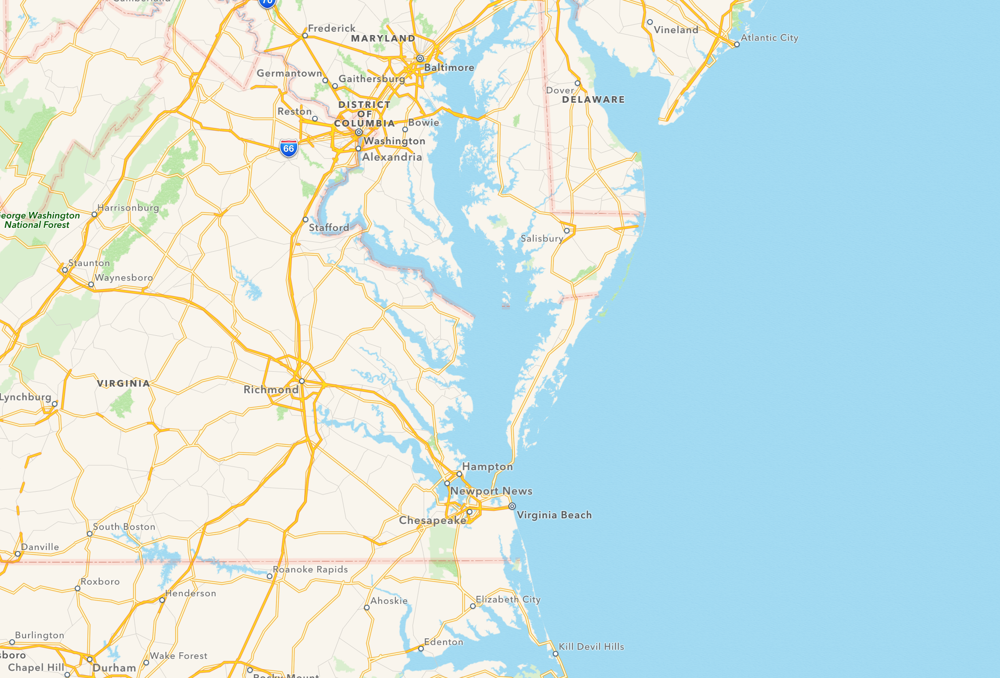 Cumberland
70
Frederick
MARYLAND
Vineland
Atlantic City
Baltimore
Germantown
Gaithersburg
Dover
DELAWARE
DISTRICT
OF
COLUMBIA
Reston
Bowie
Washington
66
Alexandria
Harrisonburg
eorge Washington
National Forest
Stafford
Salisbury
Staunton
Waynesboro
VIRGINIA
Richmond
Lynchburg
Hampton
Newport News
Virginia Beach
Chesapeake
South Boston
Danville
Roanoke Rapids
Roxboro
Henderson
Ahoskie
Elizabeth City
Burlington
Edenton
Kill Devil Hills
sboro
Wake Forest
Chapel Hill
Durham
Rocky Mount